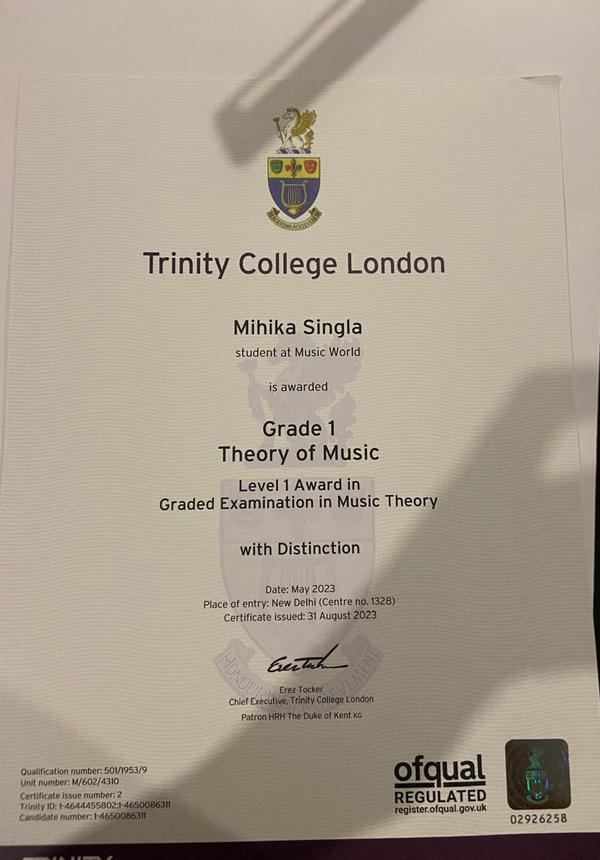 Trinity College London
Mihika Singla
student at Music World
is awarded
Grade 1
Theory of Music
Level 1 Award in
Graded Examination in Music Theory
with Distinction
Date: May 2023
Place of entry: New Delhi (Centre no. 1328)
Certificate issued: 31 August 2023
Erez Tocker
Chief Executive, Trinity College London
Patron HRH The Duke of Kent KG
Qualification number: 501/1953/9
Unit number: M/602/4310
Certificate issue number: 2
Trinity ID: 1-4644455802:1-4650086311
Candidate number: 1-4650086311
ofqual
REGULATED
register.ofqual.gov.uk
02926258
TRINITY